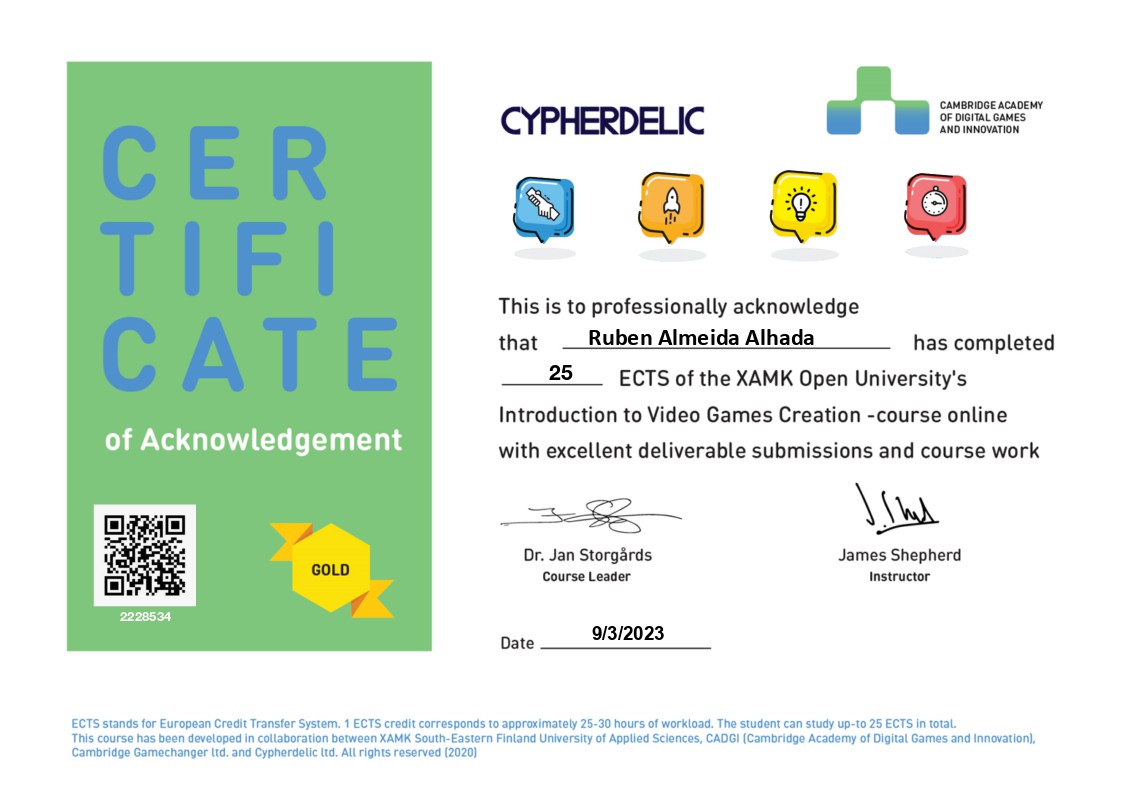 CER
TIFI
CATE
of Acknowledgement
2228534
GOLD
CYPHERDELIC
CAMBRIDGE ACADEMY
OF DIGITAL GAMES
AND INNOVATION
This is to professionally acknowledge
that Ruben Almeida Alhada has completed
25 ECTS of the XAMK Open University's
Introduction to Video Games Creation -course online
with excellent deliverable submissions and course work
Dr. Jan Storgårds
Course Leader
James Shepherd
Instructor
Date 9/3/2023
ECTS stands for European Credit Transfer System. 1 ECTS credit corresponds to approximately 25-30 hours of workload. The student can study up-to 25 ECTS in total.
This course has been developed in collaboration between XAMK South-Eastern Finland University of Applied Sciences, CADGI (Cambridge Academy of Digital Games and Innovation),
Cambridge Gamechanger ltd. and Cypherdelic ltd. All rights reserved (2020)